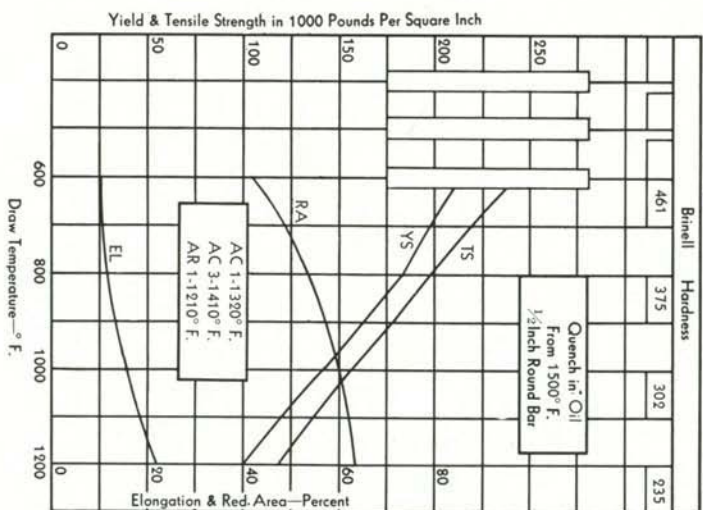 Yield & Tensile Strength in 1000 Pounds Per Square Inch
0
50
100
150
200
250
Brinell Hardness
461
375
302
235
Quench in Oil
From 1500° F.
½ Inch Round Bar
TS
YS
RA
EL
AC 1-1320° F.
AC 3-1410° F.
AR 1-1210° F.
600
800
1000
1200
Draw Temperature—° F.
0
20
40
60
80
Elongation & Red. Area—Percent